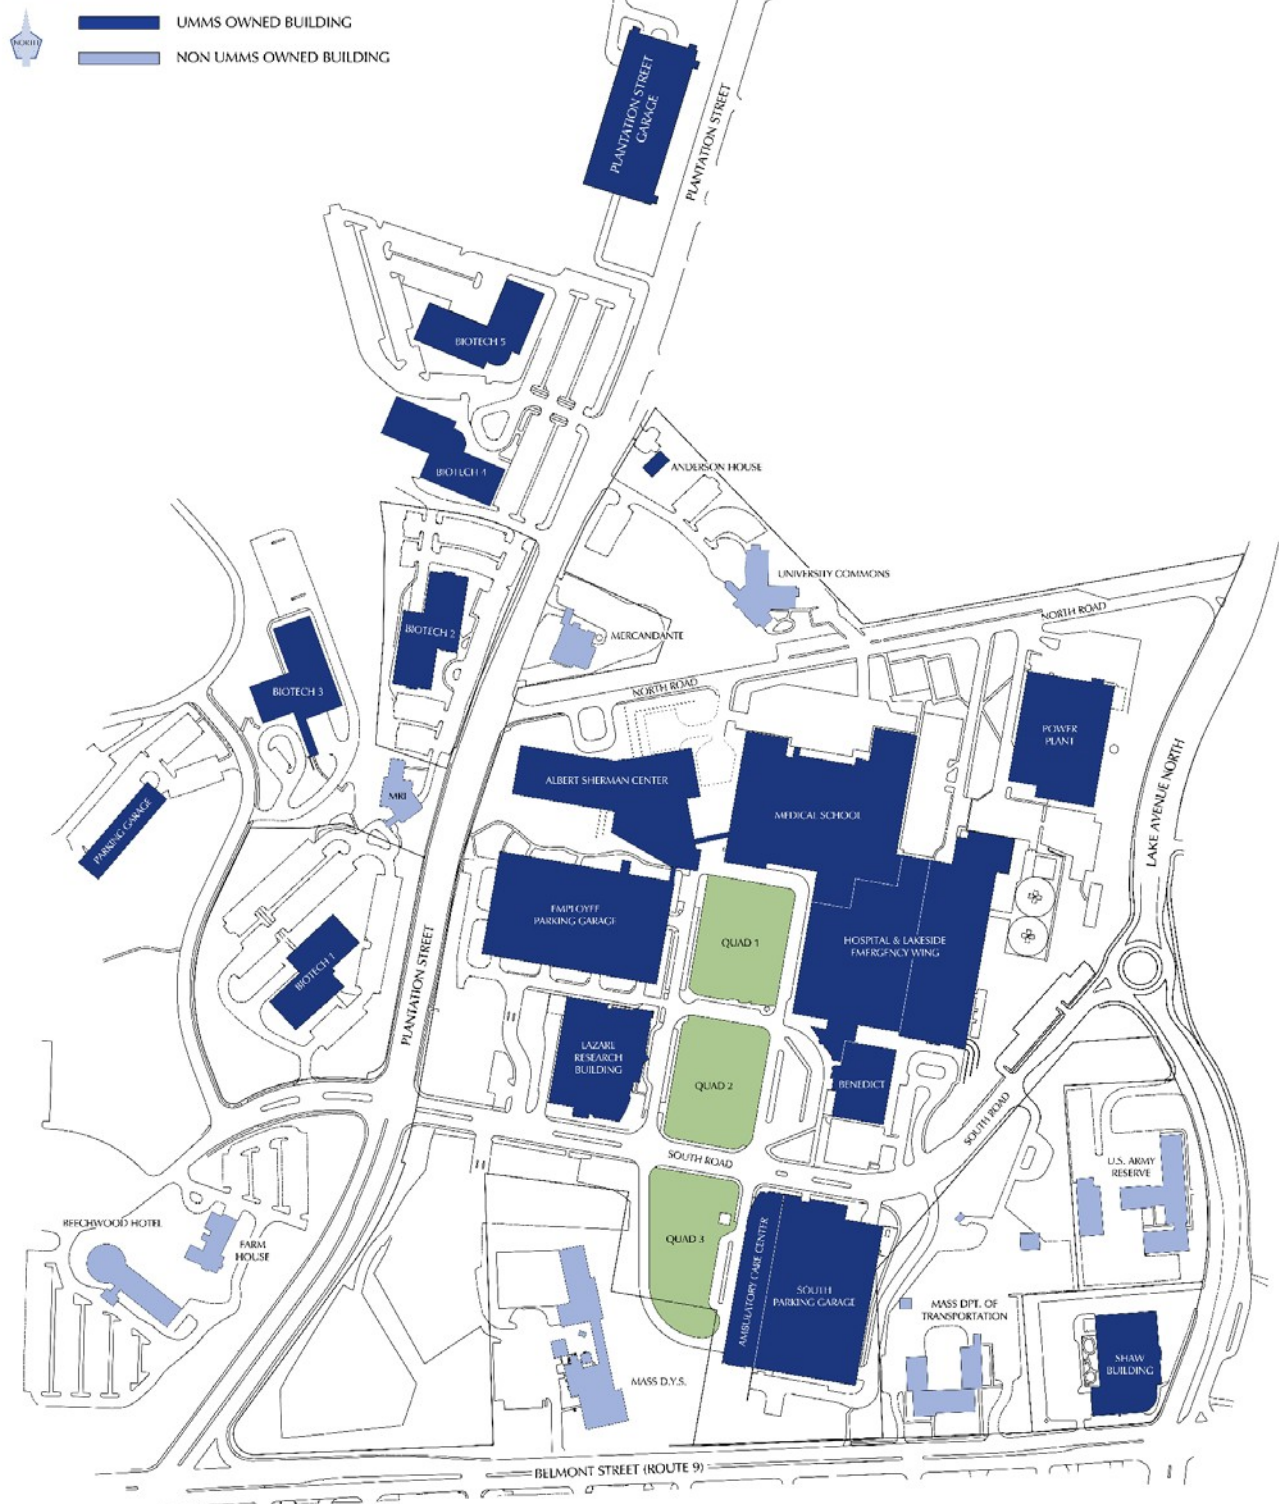 NORTH
UMMS OWNED BUILDING
NON UMMS OWNED BUILDING
PLANTATION STREET
GARAGE
PLANTATION STREET
BIOTECH 5
BIOTECH 4
ANDERSON HOUSE
UNIVERSITY COMMONS
NORTH ROAD
BIOTECH 2
MERCANDANTE
NORTH ROAD
BIOTECH 3
POWER
PLANT
ALBERT SHERMAN CENTER
MRI
MEDICAL SCHOOL
LAKE AVENUE NORTH
PARKING GARAGE
EMPLOYEE
PARKING GARAGE
QUAD 1
HOSPITAL & LAKESIDE
EMERGENCY WING
BIOTECH 1
PLANTATION STREET
LAZARE
RESEARCH
BUILDING
QUAD 2
BENEDICT
SOUTH ROAD
SOUTH ROAD
U.S. ARMY
RESERVE
BEECHWOOD HOTEL
FARM
HOUSE
QUAD 3
AMBULATORY CARE CENTER
SOUTH
PARKING GARAGE
MASS DPT. OF
TRANSPORTATION
SHAW
BUILDING
MASS D.Y.S.
BELMONT STREET (ROUTE 9)